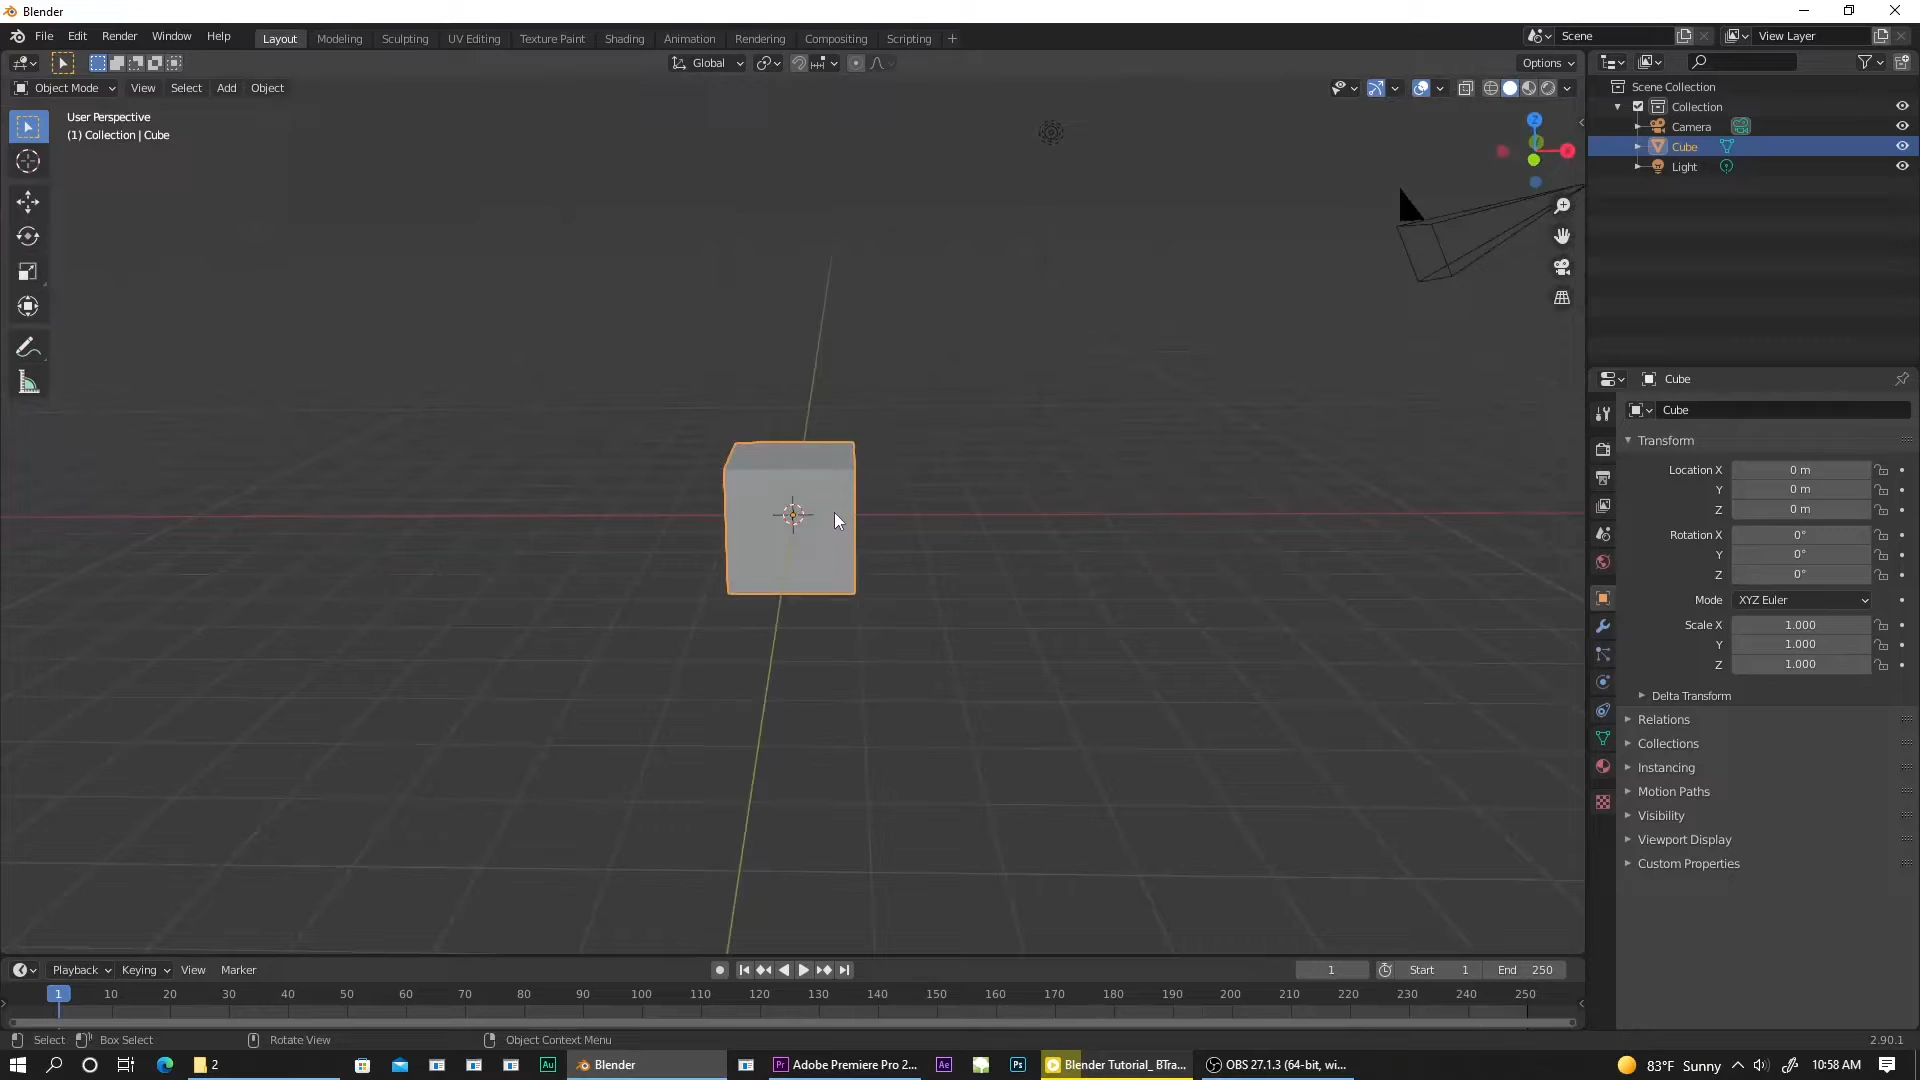 Blender
File Edit Render Window Help Layout Modeling Sculpting UV Editing Texture Paint Shading Animation Rendering Compositing Scripting + Scene View Layer
Global Options
Object Mode View Select Add Object
User Perspective
(1) Collection | Cube
Z
Scene Collection
Collection
Camera
Cube
Light
Cube
Cube
Transform
Location X 0 m
Y 0 m
Z 0 m
Rotation X 0°
Y 0°
Z 0°
Mode XYZ Euler
Scale X 1.000
Y 1.000
Z 1.000
Delta Transform
Relations
Collections
Instancing
Motion Paths
Visibility
Viewport Display
Custom Properties
Playback Keying View Marker 1 Start 1 End 250
1 10 20 30 40 50 60 70 80 90 100 110 120 130 140 150 160 170 180 190 200 210 220 230 240 250
Select Box Select Rotate View Object Context Menu 2.90.1
2 Au Blender Pr Adobe Premiere Pro 2... Ae Ps Blender Tutorial_ BTra... OBS 27.1.3 (64-bit, wi... 83°F Sunny 10:58 AM